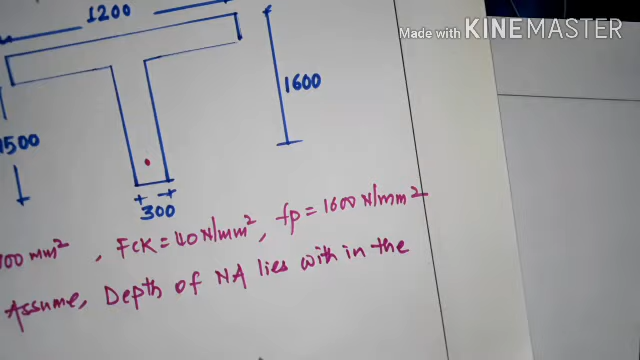 Made with KINEMASTER
1200
1600
1500
300
mm², Fck = 40 N/mm², fp = 1600 N/mm²
Assume, Depth of NA lies with in the